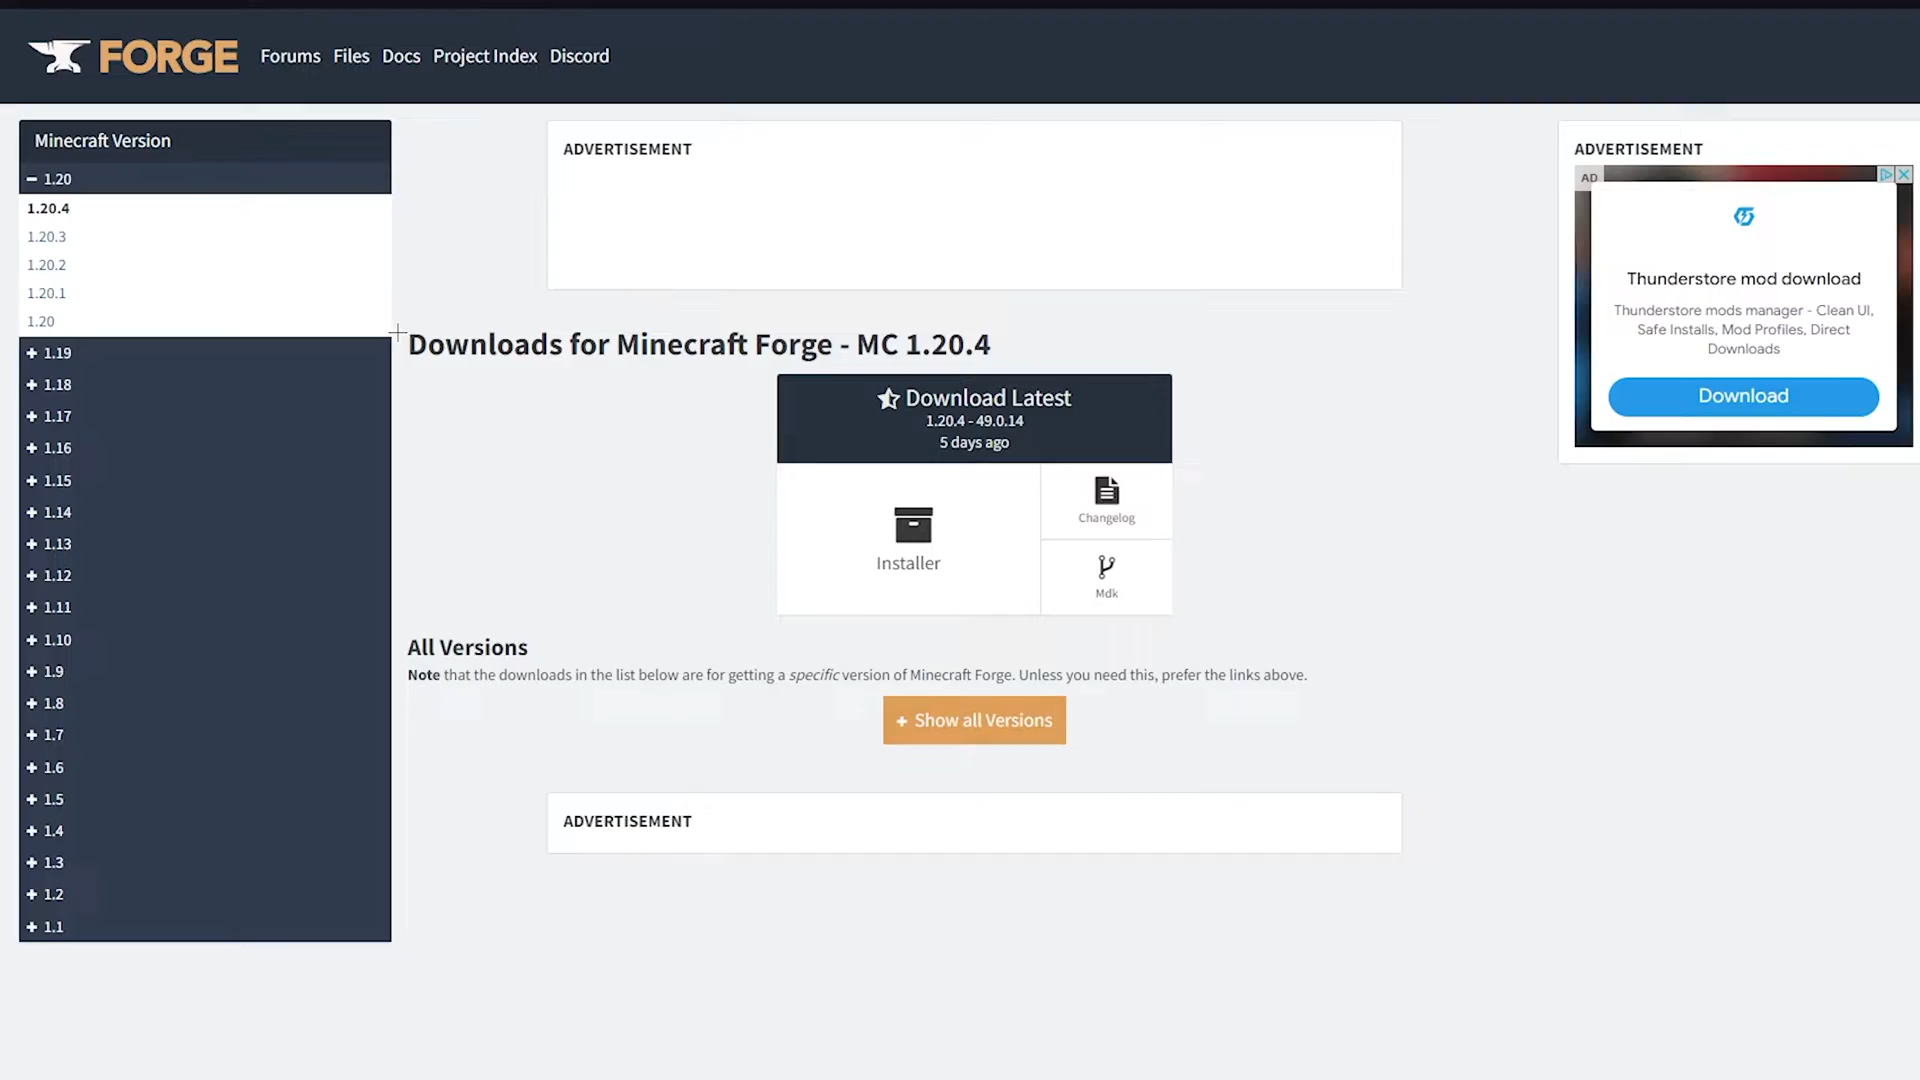 FORGE Forums Files Docs Project Index Discord
Minecraft Version
1.20
1.20.4
1.20.3
1.20.2
1.20.1
1.20
1.19
1.18
1.17
1.16
1.15
1.14
1.13
1.12
1.11
1.10
1.9
1.8
1.7
1.6
1.5
1.4
1.3
1.2
1.1
ADVERTISEMENT
Downloads for Minecraft Forge - MC 1.20.4
Download Latest
1.20.4 - 49.0.14
5 days ago
Installer
Changelog
Mdk
All Versions
Note that the downloads in the list below are for getting a specific version of Minecraft Forge. Unless you need this, prefer the links above.
+ Show all Versions
ADVERTISEMENT
ADVERTISEMENT
AD
Thunderstore mod download
Thunderstore mods manager - Clean UI,
Safe Installs, Mod Profiles, Direct
Downloads
Download